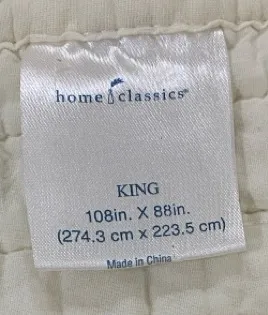 home classics®
KING
108in. X 88in.
(274.3 cm x 223.5 cm)
Made in China